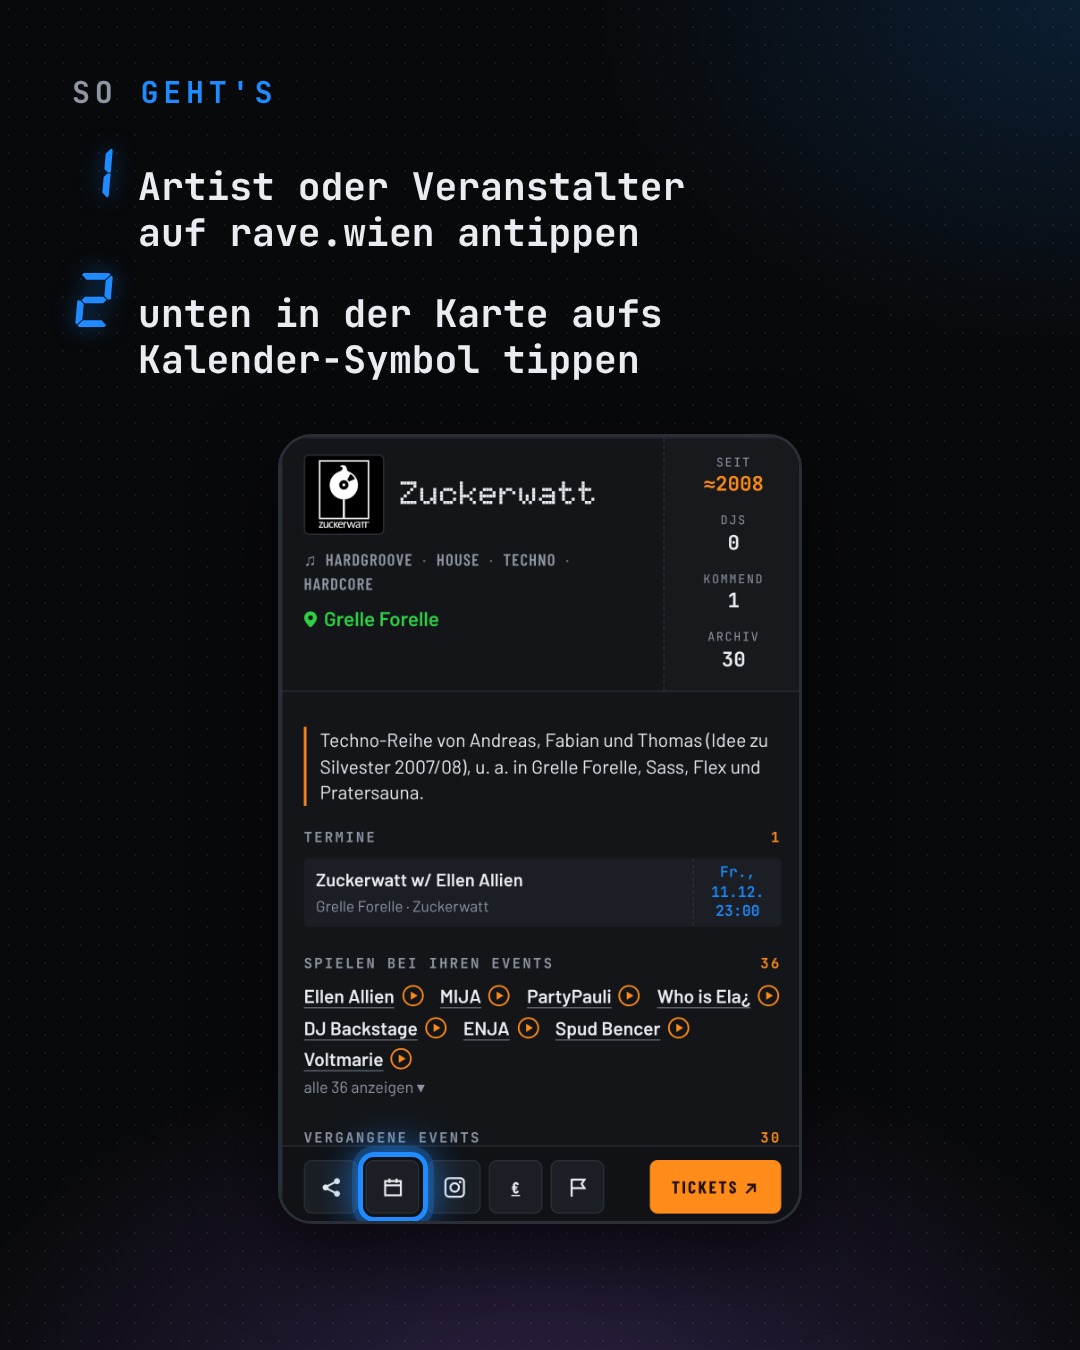 SO GEHT'S
1 Artist oder Veranstalter
auf rave.wien antippen
2 unten in der Karte aufs
Kalender-Symbol tippen
zuckerwatt
Zuckerwatt
♫ HARDGROOVE · HOUSE · TECHNO ·
HARDCORE
Grelle Forelle
SEIT
≈2008
DJS
0
KOMMEND
1
ARCHIV
30
Techno-Reihe von Andreas, Fabian und Thomas (Idee zu
Silvester 2007/08), u. a. in Grelle Forelle, Sass, Flex und
Pratersauna.
TERMINE 1
Zuckerwatt w/ Ellen Allien
Grelle Forelle · Zuckerwatt
Fr.,
11.12.
23:00
SPIELEN BEI IHREN EVENTS 36
Ellen Allien MIJA PartyPauli Who is Ela¿
DJ Backstage ENJA Spud Bencer
Voltmarie
alle 36 anzeigen ▾
VERGANGENE EVENTS 30
€
TICKETS ↗